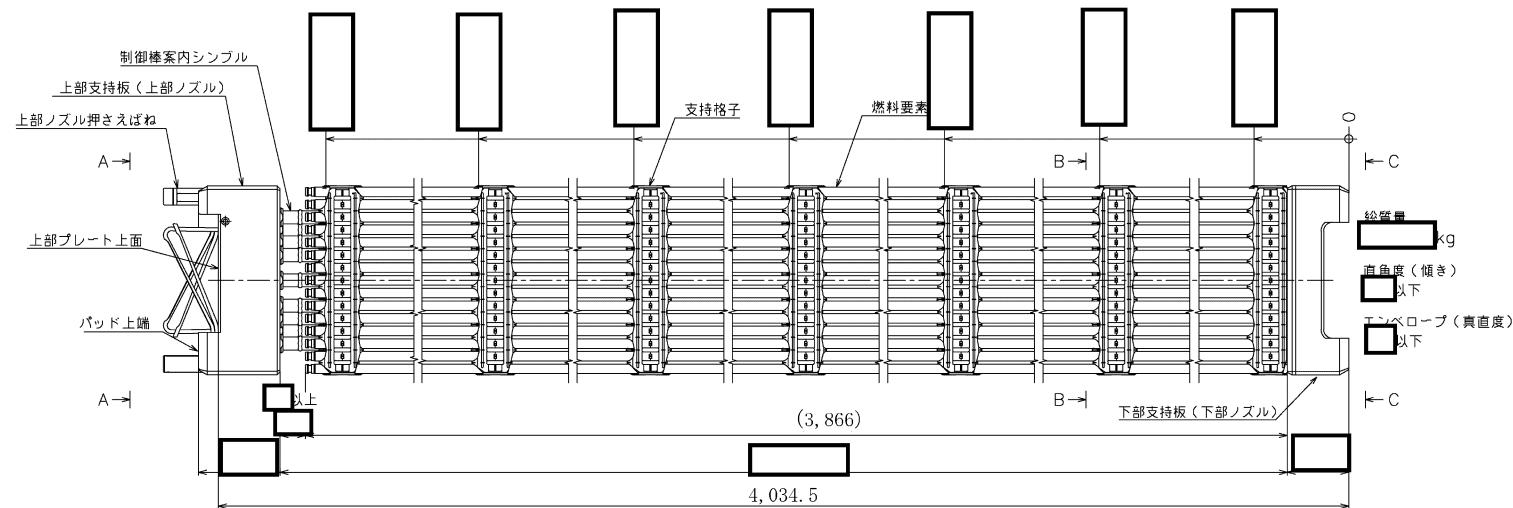 制御棒案内シンブル
上部支持板（上部ノズル）
上部ノズル押さえばね
支持格子
燃料要素
O
A
B
C
総質量
kg
上部プレート上面
直角度（傾き）
以下
パッド上端
エンベロープ（真直度）
以下
A
以上
B
C
下部支持板（下部ノズル）
(3,866)
4,034.5